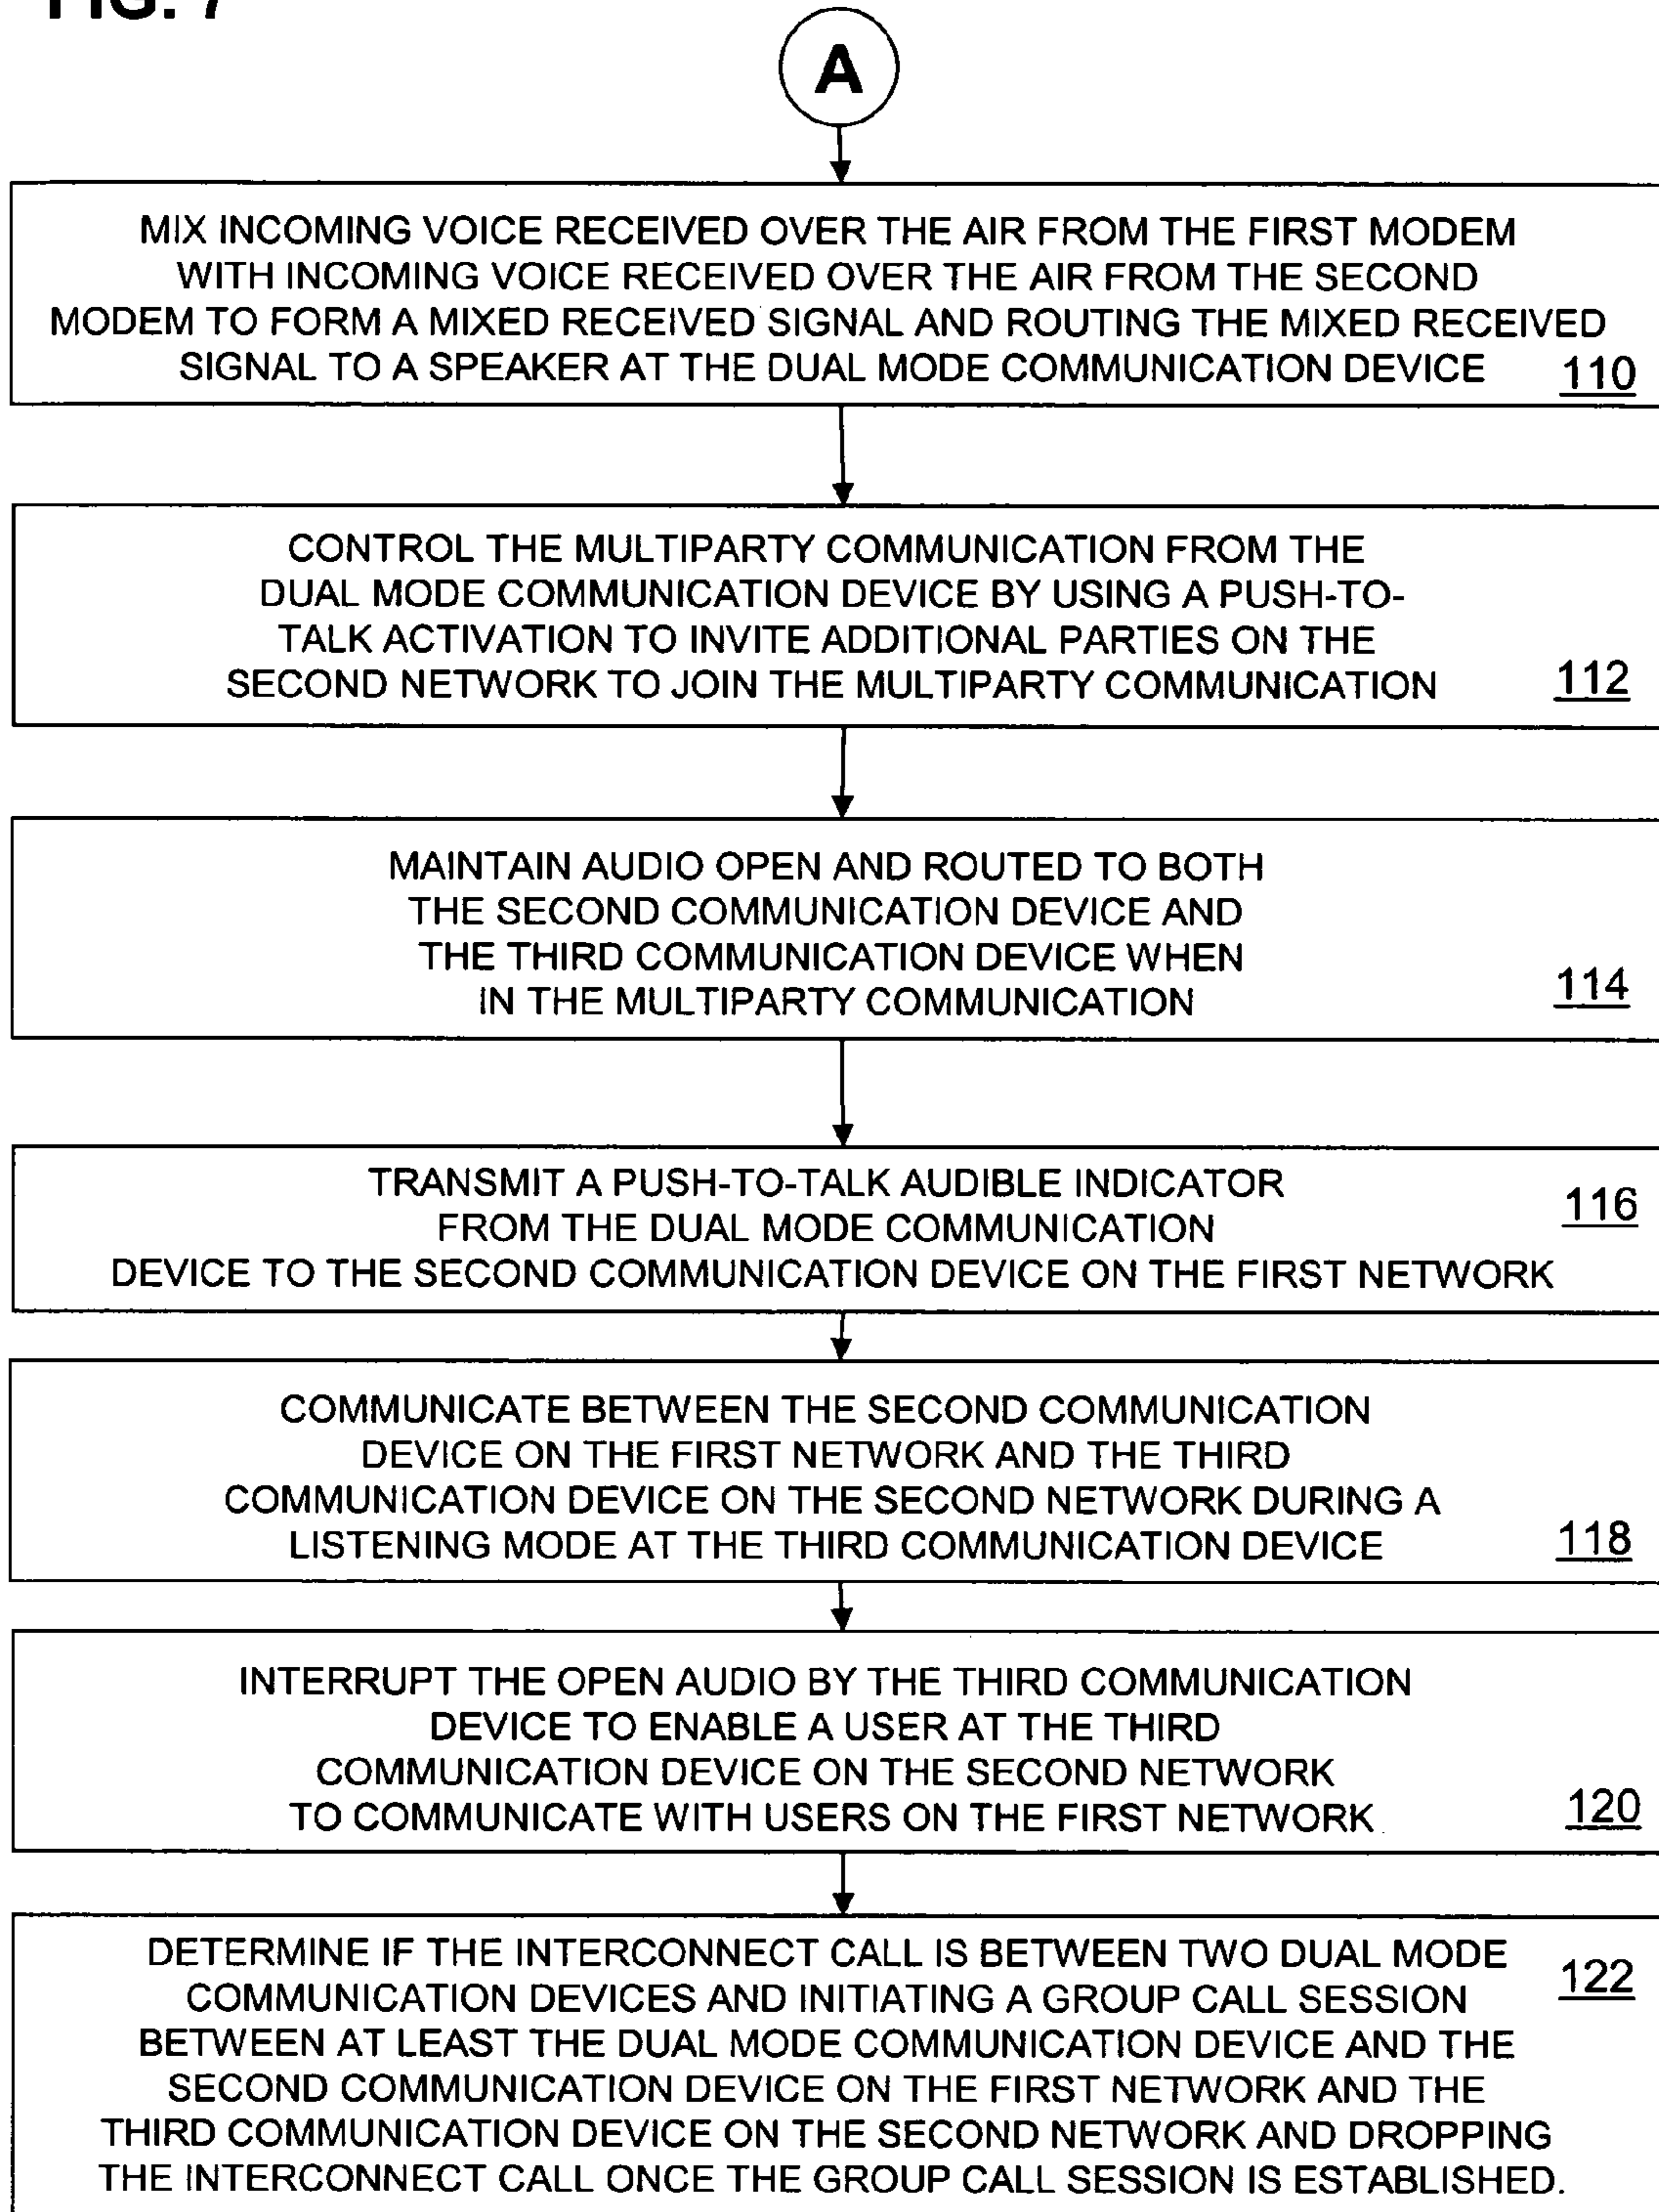 FIG. 7
A
MIX INCOMING VOICE RECEIVED OVER THE AIR FROM THE FIRST MODEM
WITH INCOMING VOICE RECEIVED OVER THE AIR FROM THE SECOND
MODEM TO FORM A MIXED RECEIVED SIGNAL AND ROUTING THE MIXED RECEIVED
SIGNAL TO A SPEAKER AT THE DUAL MODE COMMUNICATION DEVICE 110
CONTROL THE MULTIPARTY COMMUNICATION FROM THE
DUAL MODE COMMUNICATION DEVICE BY USING A PUSH-TO-
TALK ACTIVATION TO INVITE ADDITIONAL PARTIES ON THE
SECOND NETWORK TO JOIN THE MULTIPARTY COMMUNICATION 112
MAINTAIN AUDIO OPEN AND ROUTED TO BOTH
THE SECOND COMMUNICATION DEVICE AND
THE THIRD COMMUNICATION DEVICE WHEN
IN THE MULTIPARTY COMMUNICATION 114
TRANSMIT A PUSH-TO-TALK AUDIBLE INDICATOR 116
FROM THE DUAL MODE COMMUNICATION
DEVICE TO THE SECOND COMMUNICATION DEVICE ON THE FIRST NETWORK
COMMUNICATE BETWEEN THE SECOND COMMUNICATION
DEVICE ON THE FIRST NETWORK AND THE THIRD
COMMUNICATION DEVICE ON THE SECOND NETWORK DURING A
LISTENING MODE AT THE THIRD COMMUNICATION DEVICE 118
INTERRUPT THE OPEN AUDIO BY THE THIRD COMMUNICATION
DEVICE TO ENABLE A USER AT THE THIRD
COMMUNICATION DEVICE ON THE SECOND NETWORK
TO COMMUNICATE WITH USERS ON THE FIRST NETWORK 120
DETERMINE IF THE INTERCONNECT CALL IS BETWEEN TWO DUAL MODE 122
COMMUNICATION DEVICES AND INITIATING A GROUP CALL SESSION
BETWEEN AT LEAST THE DUAL MODE COMMUNICATION DEVICE AND THE
SECOND COMMUNICATION DEVICE ON THE FIRST NETWORK AND THE
THIRD COMMUNICATION DEVICE ON THE SECOND NETWORK AND DROPPING
THE INTERCONNECT CALL ONCE THE GROUP CALL SESSION IS ESTABLISHED.